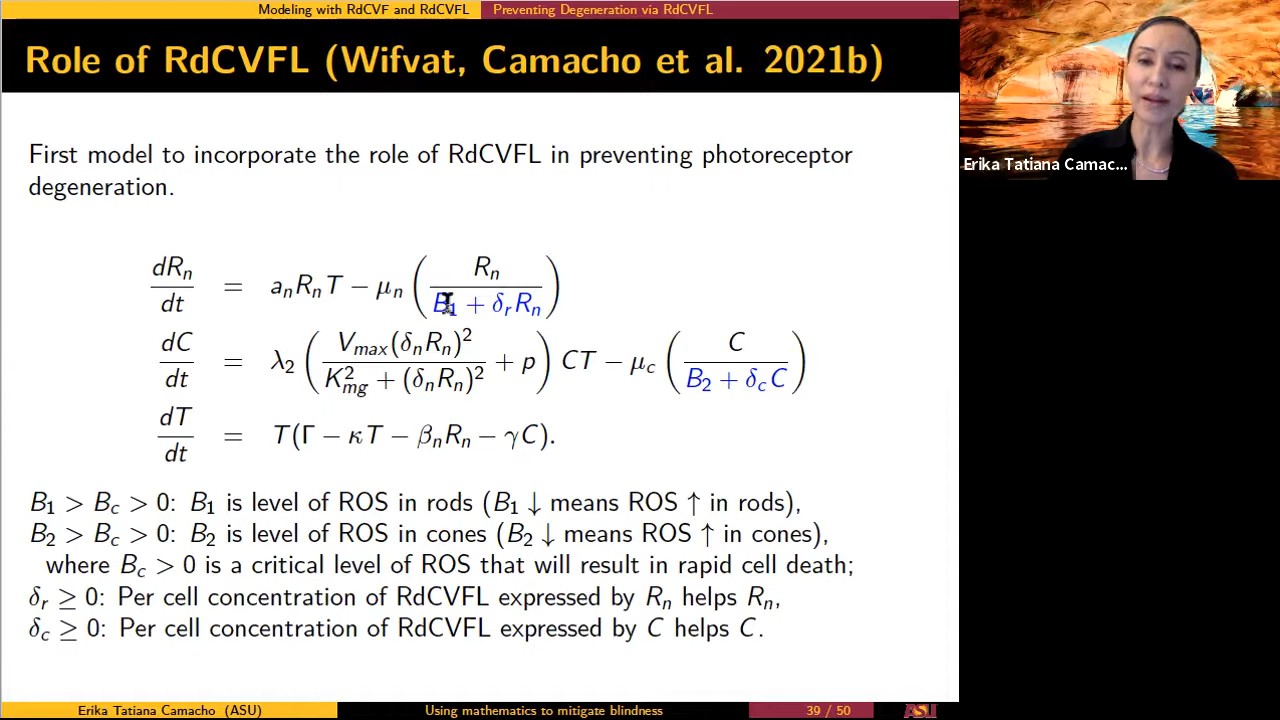 Modeling with RdCVF and RdCVFL Preventing Degeneration via RdCVFL
Role of RdCVFL (Wifvat, Camacho et al. 2021b)
Erika Tatiana Camac...
First model to incorporate the role of RdCVFL in preventing photoreceptor
degeneration.
dR_n/dt = a_n R_n T − μ_n (R_n / (B_1 + δ_r R_n))
dC/dt = λ_2 (V_max(δ_n R_n)^2 / (K_mg^2 + (δ_n R_n)^2) + p) CT − μ_c (C / (B_2 + δ_c C))
dT/dt = T(Γ − κT − β_n R_n − γC).
B_1 > B_c > 0: B_1 is level of ROS in rods (B_1 ↓ means ROS ↑ in rods),
B_2 > B_c > 0: B_2 is level of ROS in cones (B_2 ↓ means ROS ↑ in cones),
where B_c > 0 is a critical level of ROS that will result in rapid cell death;
δ_r ≥ 0: Per cell concentration of RdCVFL expressed by R_n helps R_n,
δ_c ≥ 0: Per cell concentration of RdCVFL expressed by C helps C.
Erika Tatiana Camacho (ASU) Using mathematics to mitigate blindness 39 / 50 ASU